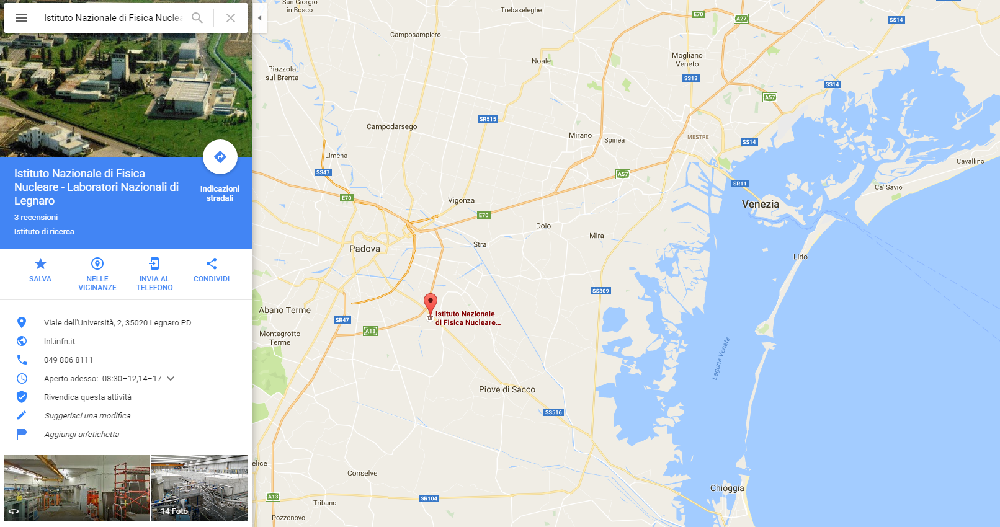 Istituto Nazionale di Fisica Nuclea
Istituto Nazionale di Fisica
Nucleare - Laboratori Nazionali di
Legnaro
3 recensioni
Istituto di ricerca
Indicazioni
stradali
SALVA
NELLE
VICINANZE
INVIA AL
TELEFONO
CONDIVIDI
Viale dell'Università, 2, 35020 Legnaro PD
lnl.infn.it
049 806 8111
Aperto adesso: 08:30–12,14–17
Rivendica questa attività
Suggerisci una modifica
Aggiungi un'etichetta
14 Foto
San Giorgio
in Bosco
Trebaseleghe
E70
A27
SS14
Camposampiero
Piazzola
sul Brenta
Noale
Mogliano
Veneto
SS13
SS14
A57
SR515
Campodarsego
Mirano
Spinea
MESTRE
SS14
Limena
SS47
A57
Cavallino
SR11
Ca' Savio
E70
Vigonza
Venezia
E70
Dolo
Mira
Stra
Padova
Lido
SS309
Abano Terme
Istituto Nazionale
di Fisica Nucleare...
SR47
A13
Montegrotto
Terme
Laguna Veneta
Piove di Sacco
SS516
elice
Conselve
Chioggia
A13
SR104
Tribano
Pozzonovo